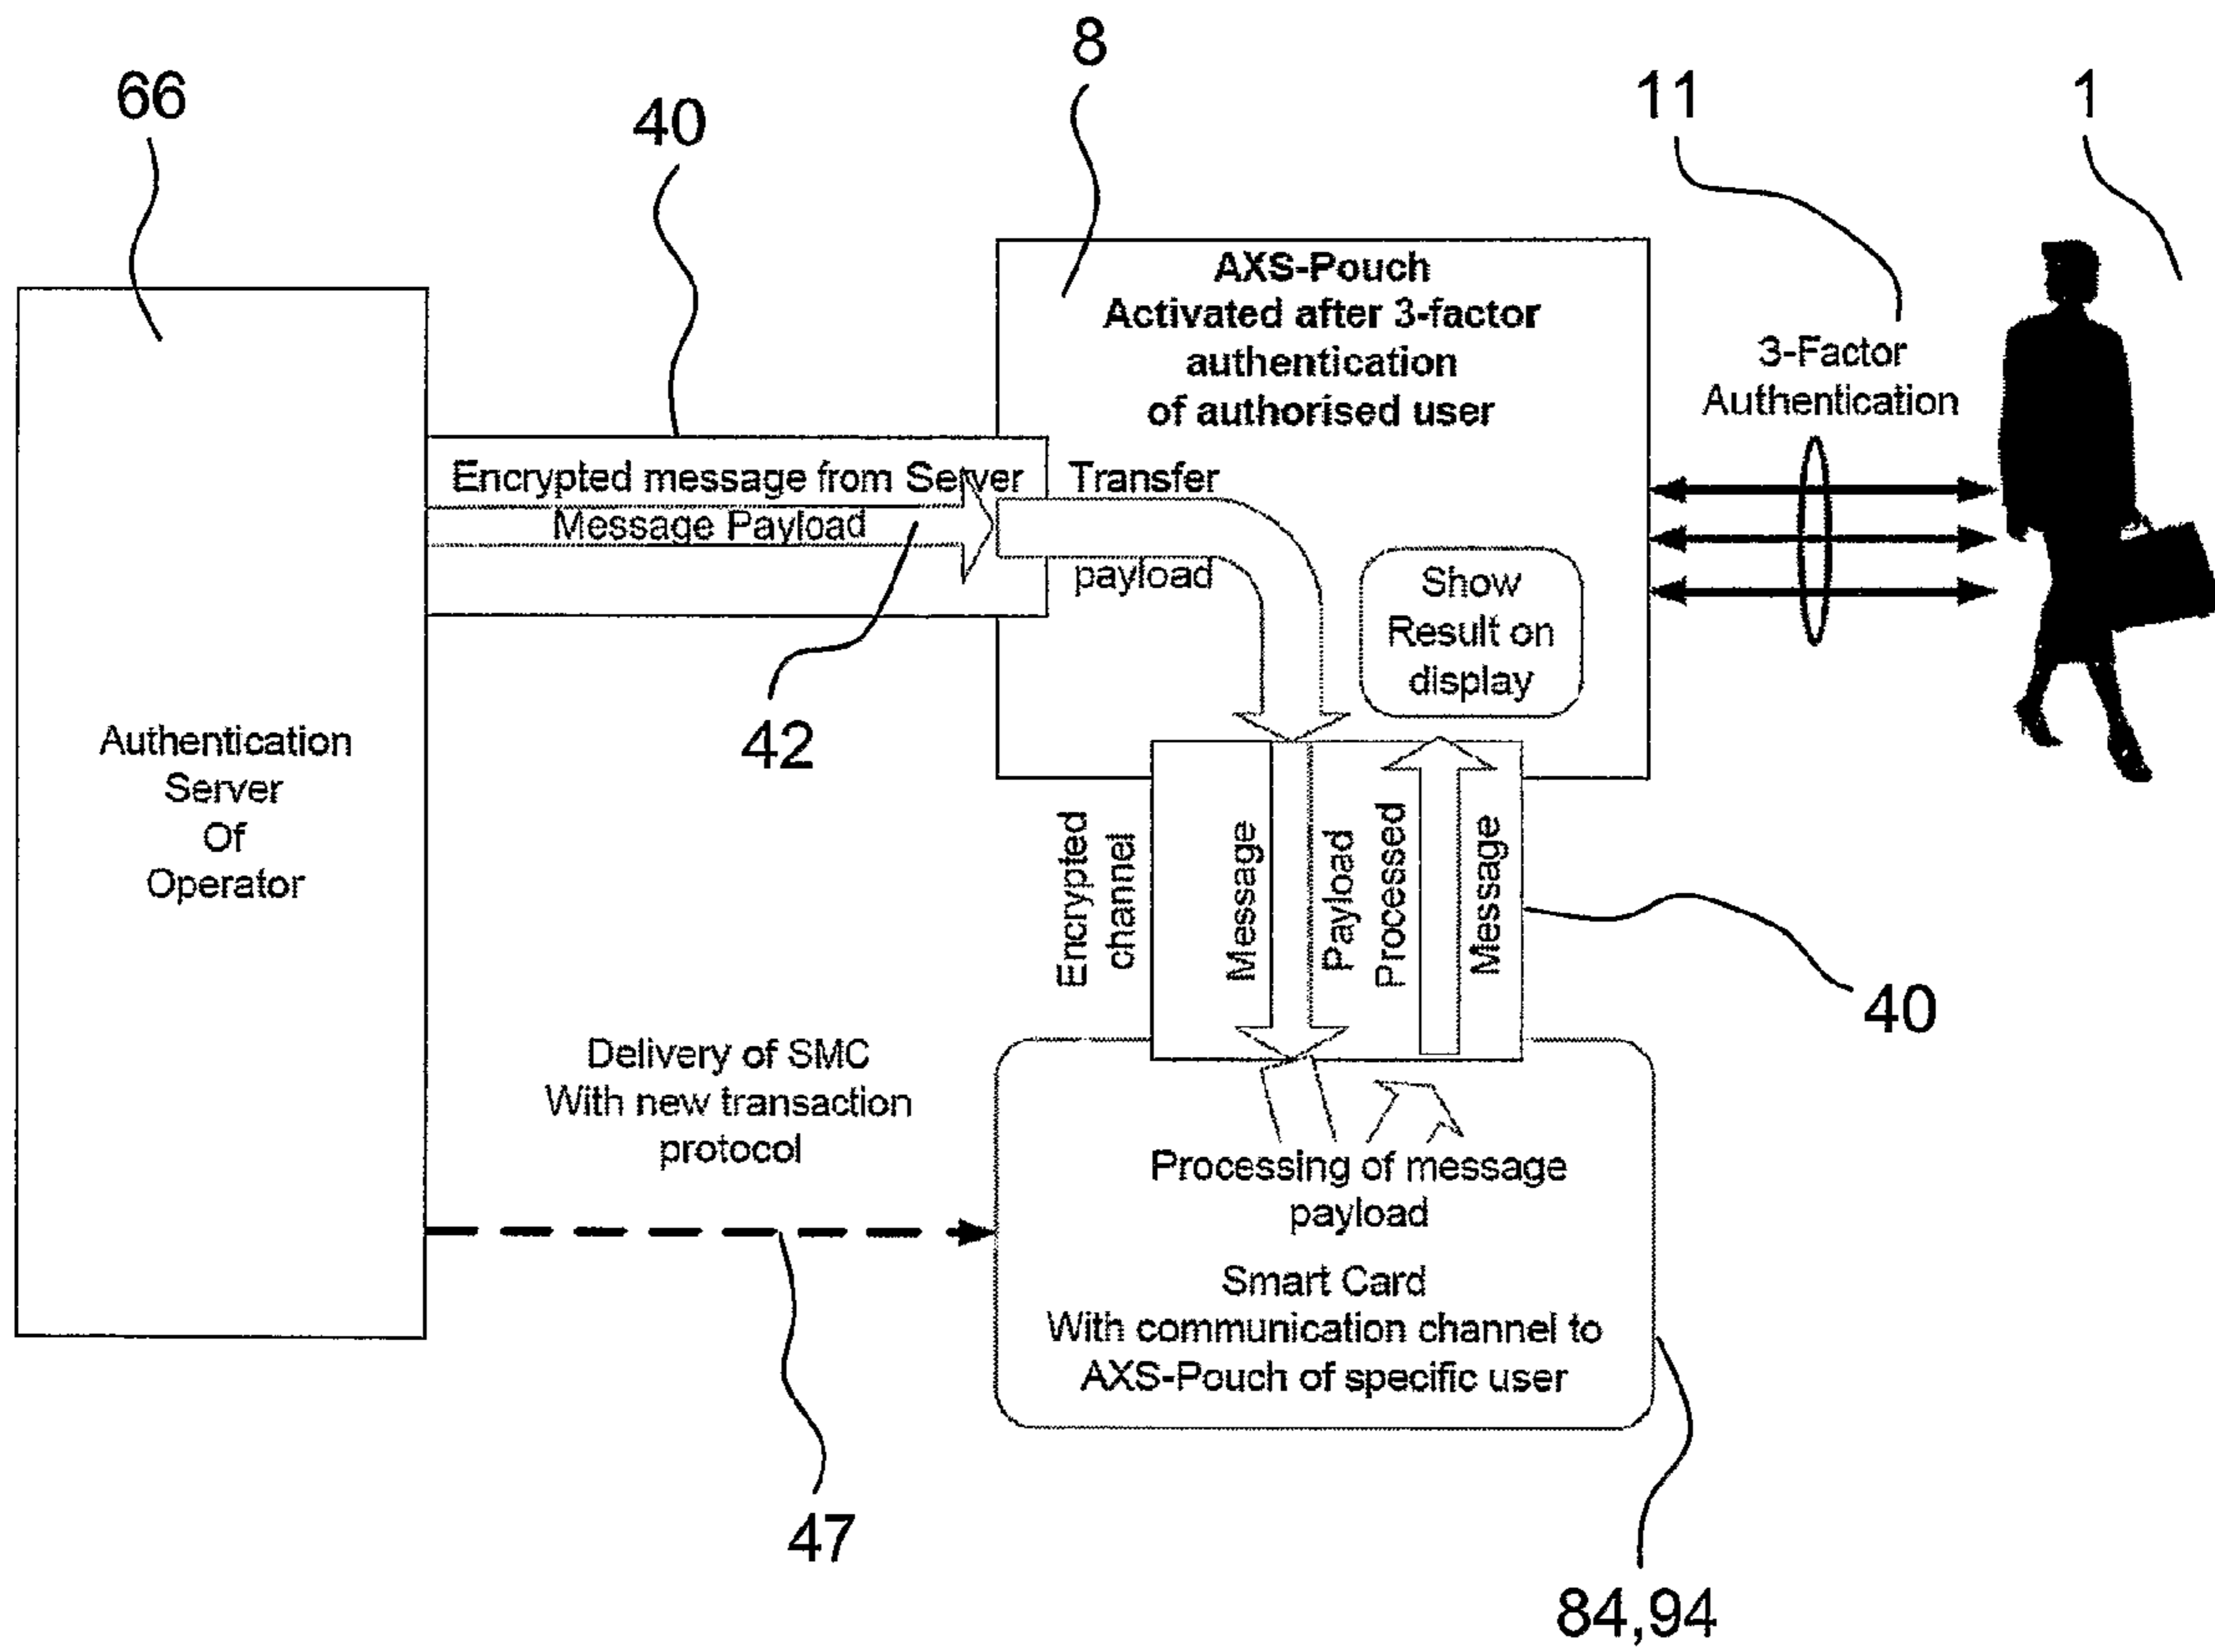 8
66
40
11
1
AXS-Pouch
Activated after 3-factor
authentication
of authorised user
3-Factor
Authentication
Encrypted message from Server
Message Payload
Transfer
payload
Show
Result on
display
42
Authentication
Server
Of
Operator
Encrypted
channel
Message
Payload
Processed
Message
40
Delivery of SMC
With new transaction
protocol
Processing of message
payload
Smart Card
With communication channel to
AXS-Pouch of specific user
47
84,94